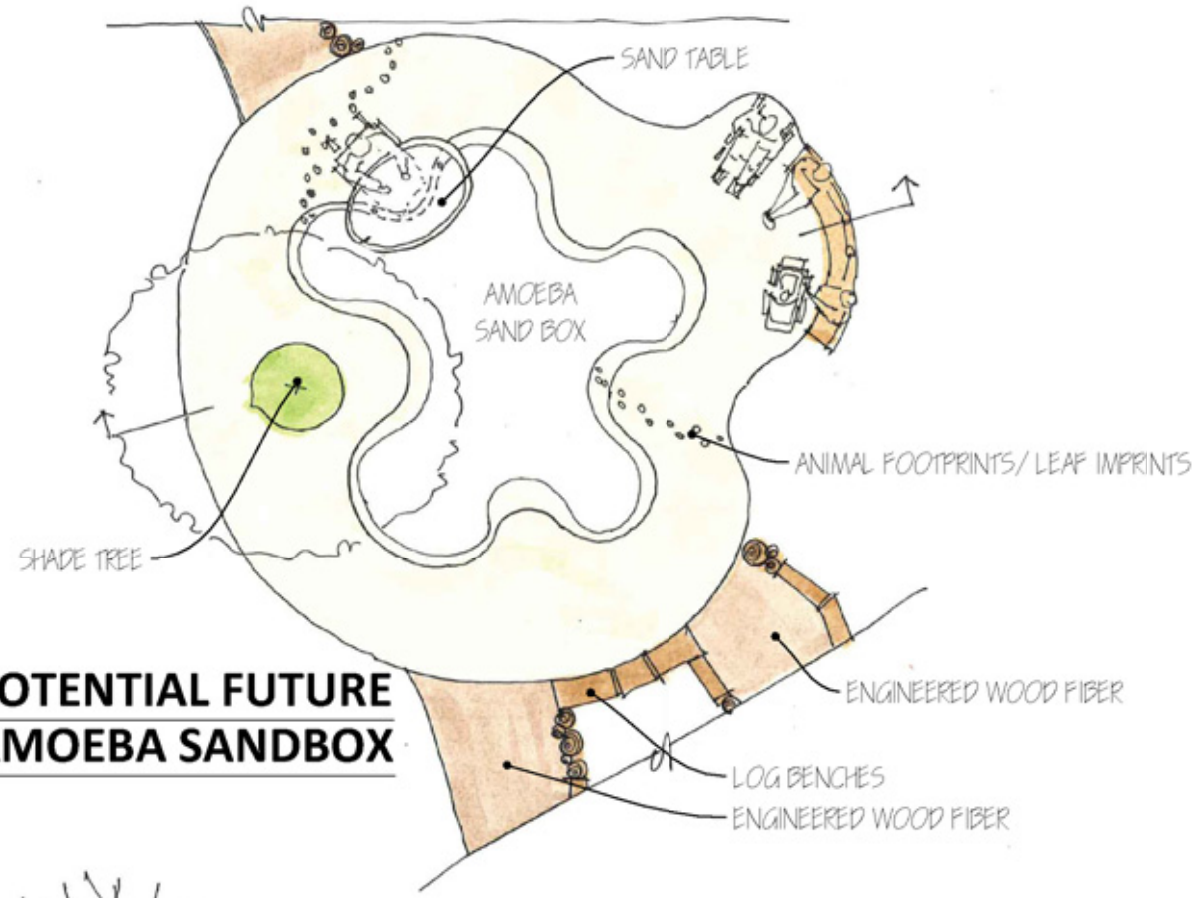 SAND TABLE
AMOEBA
SAND BOX
ANIMAL FOOTPRINTS/ LEAF IMPRINTS
SHADE TREE
OTENTIAL FUTURE
AMOEBA SANDBOX
ENGINEERED WOOD FIBER
LOG BENCHES
ENGINEERED WOOD FIBER